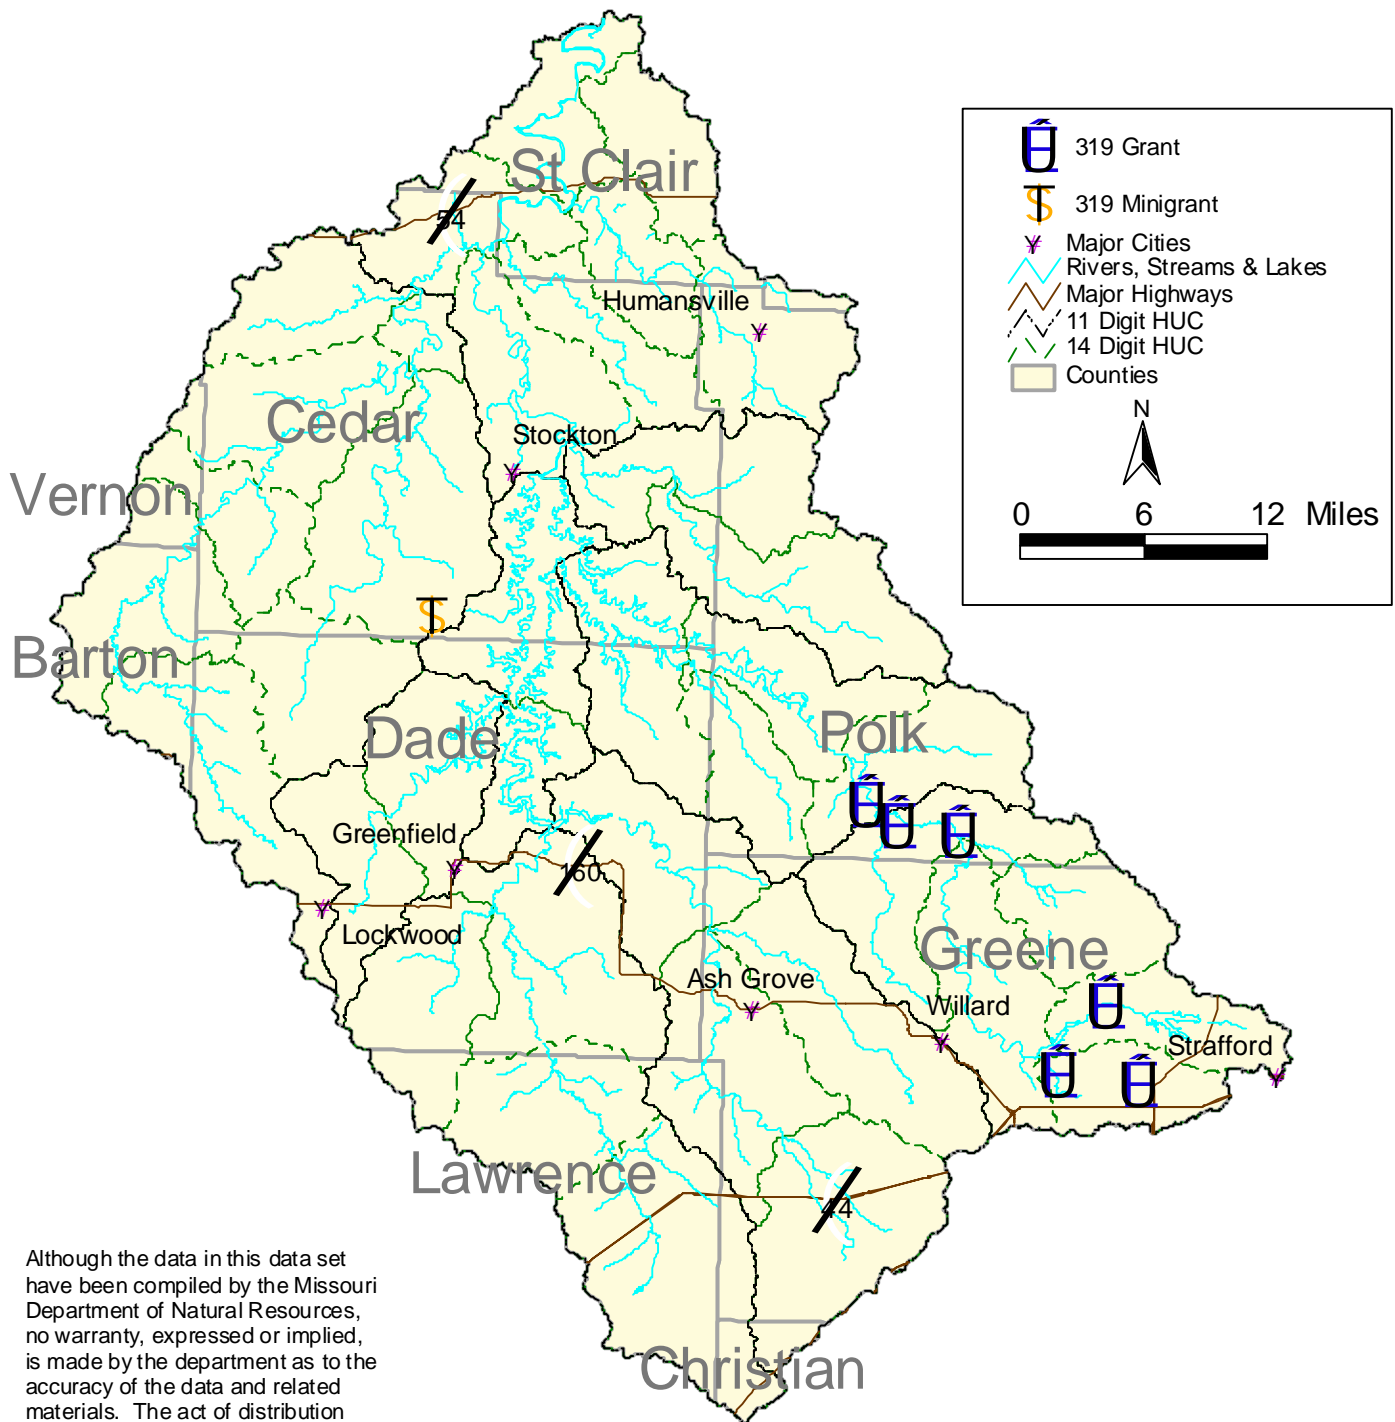 St Clair
54
Humansville
Cedar
Stockton
Vernon
Barton
Dade
Polk
Greenfield
160
Lockwood
Greene
Ash Grove
Willard
Strafford
Lawrence
44
Christian
319 Grant
319 Minigrant
Major Cities
Rivers, Streams & Lakes
Major Highways
11 Digit HUC
14 Digit HUC
Counties
N
0 6 12 Miles
Although the data in this data set
have been compiled by the Missouri
Department of Natural Resources,
no warranty, expressed or implied,
is made by the department as to the
accuracy of the data and related
materials. The act of distribution